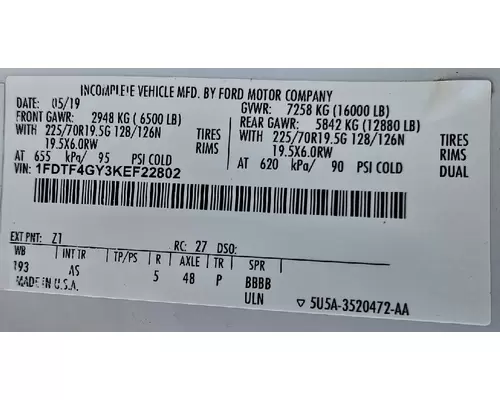 INCOMPLETE VEHICLE MFD. BY FORD MOTOR COMPANY
DATE: 05/19 GVWR: 7258 KG (16000 LB)
FRONT GAWR: 2948 KG ( 6500 LB) REAR GAWR: 5842 KG ( 12880 LB)
WITH 225/70R19.5G 128/126N TIRES WITH 225/70R19.5G 128/126N TIRES
19.5X6.0RW RIMS 19.5X6.0RW RIMS
AT 655 kPa/ 95 PSI COLD AT 620 kPa/ 90 PSI COLD DUAL
VIN: 1FDTF4GY3KEF22802
EXT PNT: Z1 RC: 27 DSO:
WB INT TR TP/PS R AXLE TR SPR
193 AS 5 48 P BBBB
MADE IN U.S.A. ULN ▽ 5U5A-3520472-AA